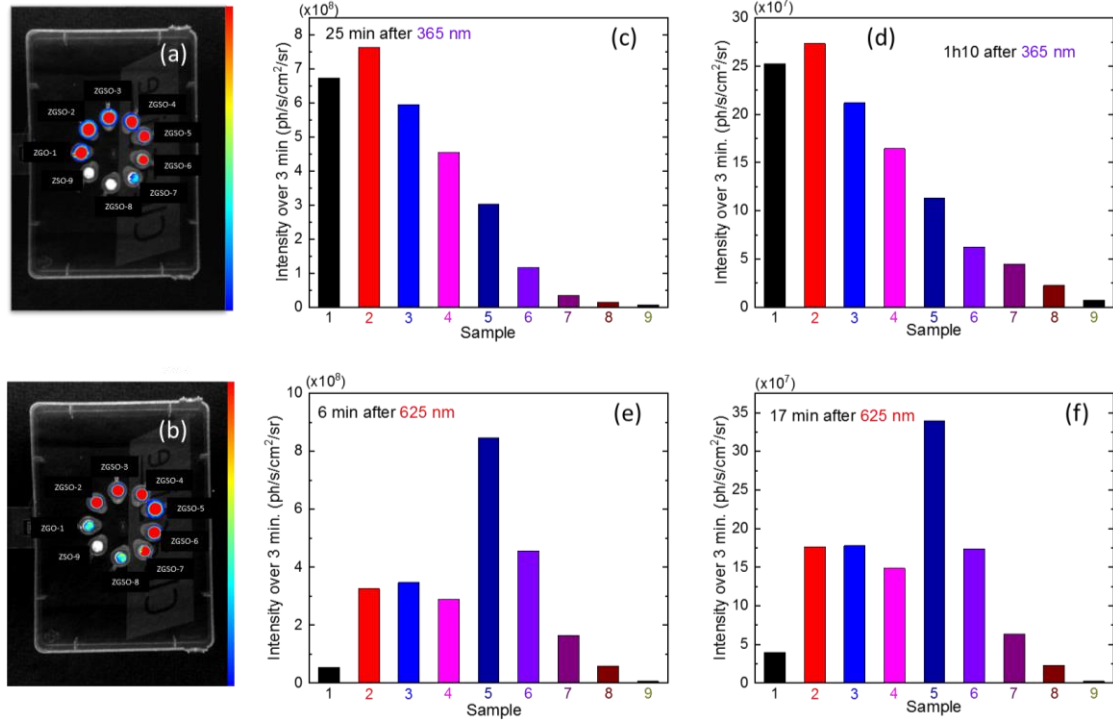 (a)
ZGSO-3
ZGSO-2
ZGSO-4
ZGSO-5
ZGO-1
ZGSO-6
ZSO-9
ZGSO-7
ZGSO-8
(x10⁸)
25 min after 365 nm
(c)
Intensity over 3 min (ph/s/cm²/sr)
8
7
6
5
4
3
2
1
0
1 2 3 4 5 6 7 8 9
Sample
(x10⁷)
(d)
1h10 after 365 nm
Intensity over 3 min. (ph/s/cm²/sr)
30
25
20
15
10
5
0
1 2 3 4 5 6 7 8 9
Sample
(b)
ZGSO-3
ZGSO-2
ZGSO-4
ZGSO-5
ZGO-1
ZGSO-6
ZSO-9
ZGSO-7
ZGSO-8
(x10⁸)
6 min after 625 nm
(e)
Intensity over 3 min. (ph/s/cm²/sr)
10
8
6
4
2
0
1 2 3 4 5 6 7 8 9
Sample
(x10⁷)
17 min after 625 nm
(f)
Intensity over 3 min. (ph/s/cm²/sr)
35
30
25
20
15
10
5
0
1 2 3 4 5 6 7 8 9
Sample